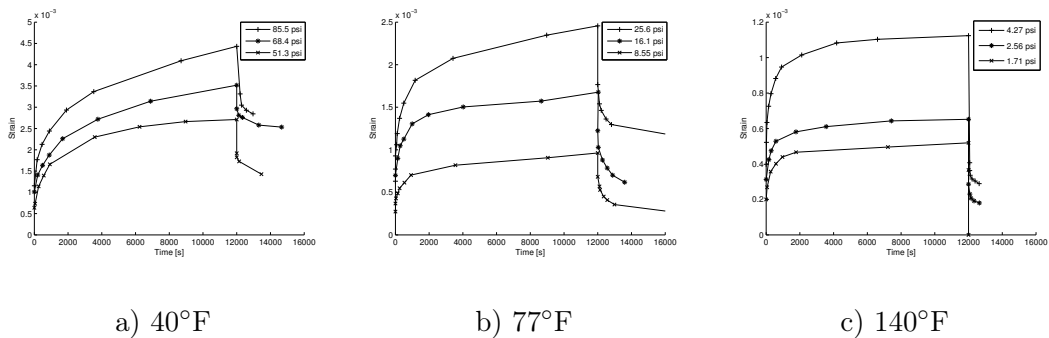 x 10⁻³
5
4.5
4
3.5
3
2.5
2
1.5
1
0.5
0
Strain
0 2000 4000 6000 8000 10000 12000 14000 16000
Time [s]
85.5 psi
68.4 psi
51.3 psi
a) 40°F
x 10⁻³
2.5
2
1.5
1
0.5
0
Strain
0 2000 4000 6000 8000 10000 12000 14000 16000
Time [s]
25.6 psi
16.1 psi
8.55 psi
b) 77°F
x 10⁻³
1.2
1
0.8
0.6
0.4
0.2
0
Strain
0 2000 4000 6000 8000 10000 12000 14000 16000
Time [s]
4.27 psi
2.56 psi
1.71 psi
c) 140°F